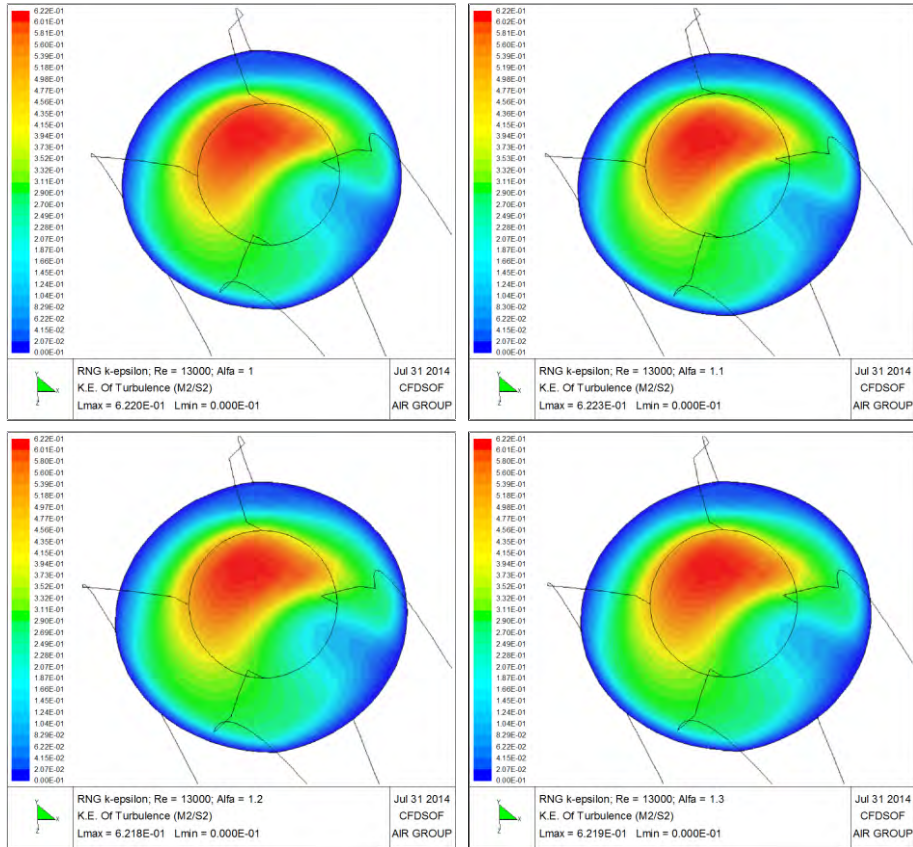 6.22E-01
6.01E-01
5.81E-01
5.60E-01
5.39E-01
5.19E-01
4.98E-01
4.77E-01
4.56E-01
4.35E-01
4.15E-01
3.94E-01
3.73E-01
3.52E-01
3.32E-01
3.11E-01
2.90E-01
2.70E-01
2.49E-01
2.28E-01
2.07E-01
1.87E-01
1.66E-01
1.45E-01
1.24E-01
1.04E-01
8.29E-02
6.22E-02
4.15E-02
2.07E-02
0.00E-01
Y
X
Z
RNG k-epsilon; Re = 13000; Alfa = 1
K.E. Of Turbulence (M2/S2)
Lmax = 6.220E-01 Lmin = 0.000E-01
Jul 31 2014
CFDSOF
AIR GROUP
6.22E-01
6.01E-01
5.81E-01
5.60E-01
5.39E-01
5.19E-01
4.98E-01
4.77E-01
4.56E-01
4.36E-01
4.15E-01
3.94E-01
3.73E-01
3.53E-01
3.32E-01
3.11E-01
2.90E-01
2.70E-01
2.49E-01
2.28E-01
2.07E-01
1.87E-01
1.66E-01
1.45E-01
1.24E-01
1.04E-01
8.30E-02
6.22E-02
4.15E-02
2.07E-02
0.00E-01
Y
X
Z
RNG k-epsilon; Re = 13000; Alfa = 1.1
K.E. Of Turbulence (M2/S2)
Lmax = 6.223E-01 Lmin = 0.000E-01
Jul 31 2014
CFDSOF
AIR GROUP
6.22E-01
6.01E-01
5.80E-01
5.60E-01
5.39E-01
5.18E-01
4.97E-01
4.77E-01
4.56E-01
4.35E-01
4.15E-01
3.94E-01
3.73E-01
3.52E-01
3.32E-01
3.11E-01
2.90E-01
2.69E-01
2.49E-01
2.28E-01
2.07E-01
1.87E-01
1.66E-01
1.45E-01
1.24E-01
1.04E-01
8.29E-02
6.22E-02
4.15E-02
2.07E-02
0.00E-01
Y
X
Z
RNG k-epsilon; Re = 13000; Alfa = 1.2
K.E. Of Turbulence (M2/S2)
Lmax = 6.218E-01 Lmin = 0.000E-01
Jul 31 2014
CFDSOF
AIR GROUP
6.22E-01
6.01E-01
5.80E-01
5.60E-01
5.39E-01
5.18E-01
4.97E-01
4.77E-01
4.56E-01
4.35E-01
4.15E-01
3.94E-01
3.73E-01
3.52E-01
3.32E-01
3.11E-01
2.90E-01
2.69E-01
2.49E-01
2.28E-01
2.07E-01
1.87E-01
1.66E-01
1.45E-01
1.24E-01
1.04E-01
8.29E-02
6.22E-02
4.15E-02
2.07E-02
0.00E-01
Y
X
Z
RNG k-epsilon; Re = 13000; Alfa = 1.3
K.E. Of Turbulence (M2/S2)
Lmax = 6.219E-01 Lmin = 0.000E-01
Jul 31 2014
CFDSOF
AIR GROUP